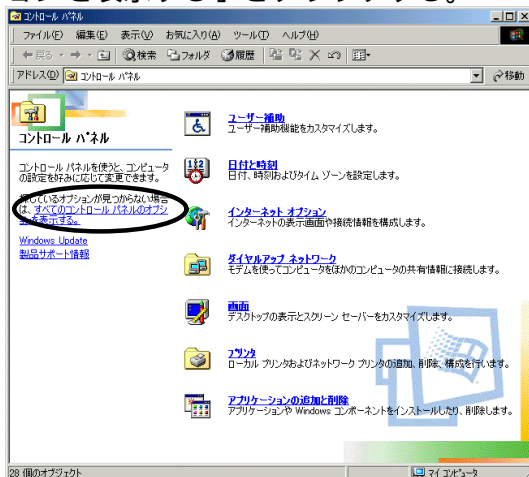 コンを表示する」をクリックする。
コントロール パネル
ファイル(F) 編集(E) 表示(V) お気に入り(A) ツール(T) ヘルプ(H)
戻る 検索 フォルダ 履歴
アドレス(D) コントロール パネル 移動
コントロール パネル
コントロール パネルを使うと、コンピュータ
の設定を好みに応じて変更できます。
探しているオプションが見つからない場合
は、すべてのコントロール パネルのオプシ
ョンを表示する。
Windows Update
製品サポート情報
ユーザー補助
ユーザー補助機能をカスタマイズします。
日付と時刻
日付、時刻およびタイム ゾーンを設定します。
インターネット オプション
インターネットの表示画面や接続情報を構成します。
ダイヤルアップ ネットワーク
モデムを使ってコンピュータをほかのコンピュータの共有情報に接続します。
画面
デスクトップの表示とスクリーン セーバーをカスタマイズします。
プリンタ
ローカル プリンタおよびネットワーク プリンタの追加、削除、構成を行います。
アプリケーションの追加と削除
アプリケーションや Windows コンポーネントをインストールしたり、削除します。
28 個のオブジェクト
マイ コンピュータ